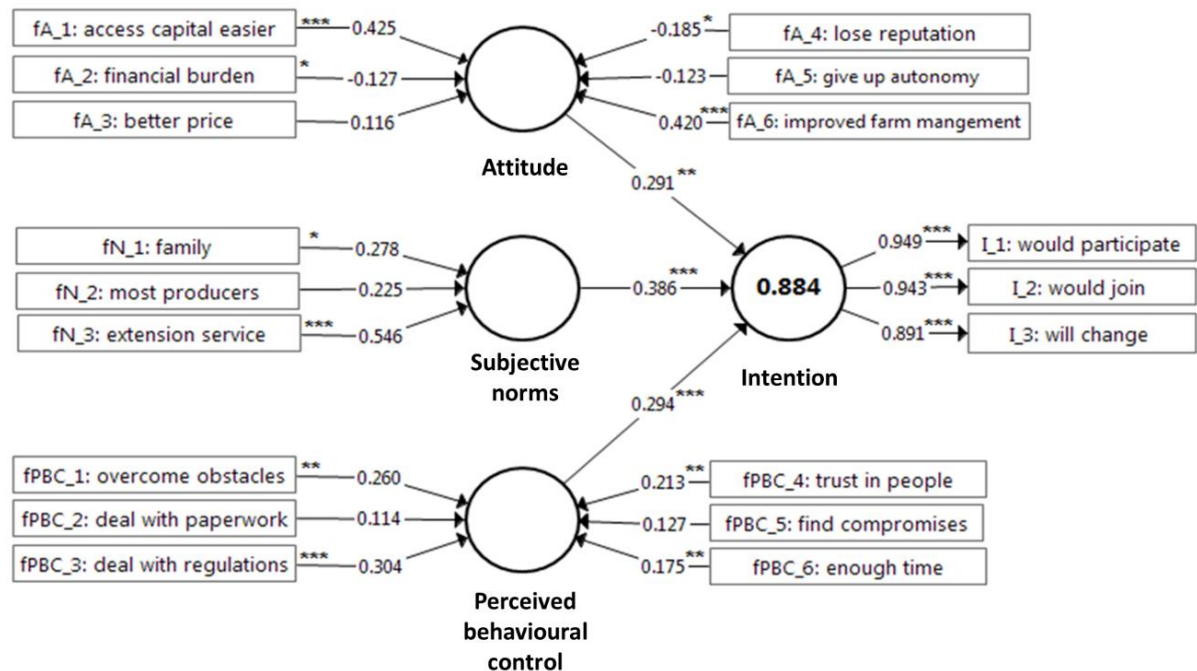 fA_1: access capital easier
***
0.425
fA_2: financial burden
*
-0.127
fA_3: better price
0.116
-0.185
*
fA_4: lose reputation
-0.123
fA_5: give up autonomy
0.420
***
fA_6: improved farm mangement
Attitude
0.291
**
fN_1: family
*
0.278
fN_2: most producers
0.225
fN_3: extension service
***
0.546
Subjective
norms
0.386
***
0.884
Intention
0.949
***
I_1: would participate
0.943
***
I_2: would join
0.891
***
I_3: will change
0.294
***
fPBC_1: overcome obstacles
**
0.260
fPBC_2: deal with paperwork
0.114
fPBC_3: deal with regulations
***
0.304
0.213
**
fPBC_4: trust in people
0.127
fPBC_5: find compromises
0.175
**
fPBC_6: enough time
Perceived
behavioural
control